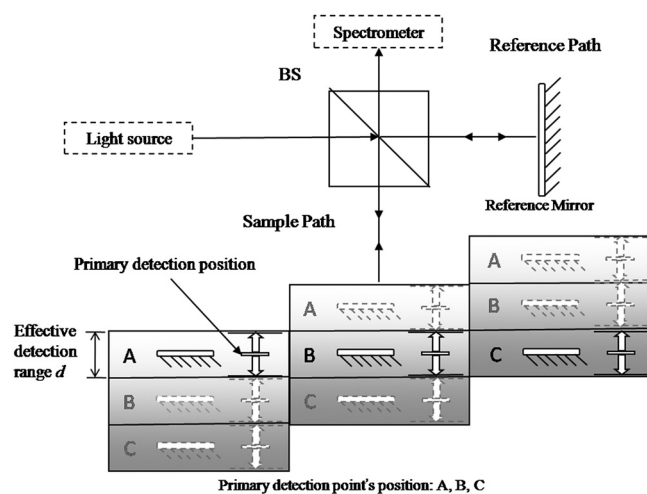 Spectrometer
Reference Path
BS
Light source
Reference Mirror
Sample Path
Primary detection position
A
B
C
A
B
C
A
B
C
Effective
detection
range d
Primary detection point's position: A, B, C